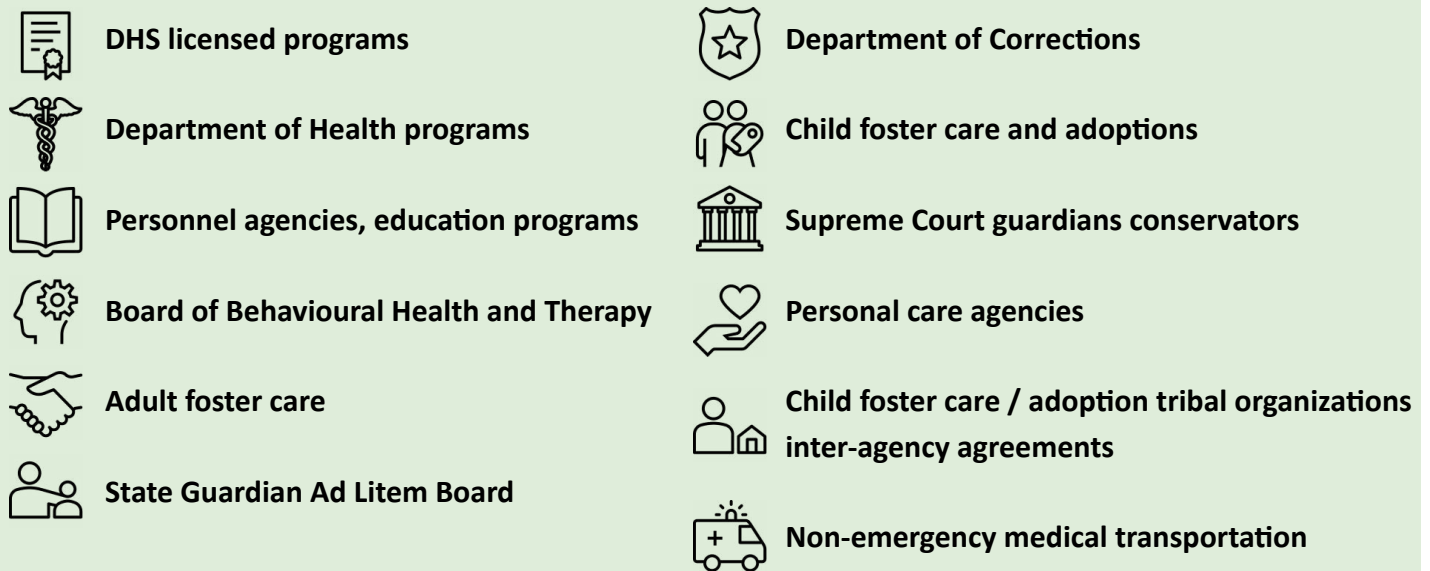 DHS licensed programs
Department of Health programs
Personnel agencies, education programs
Board of Behavioural Health and Therapy
Adult foster care
State Guardian Ad Litem Board
Department of Corrections
Child foster care and adoptions
Supreme Court guardians conservators
Personal care agencies
Child foster care / adoption tribal organizations
inter-agency agreements
Non-emergency medical transportation